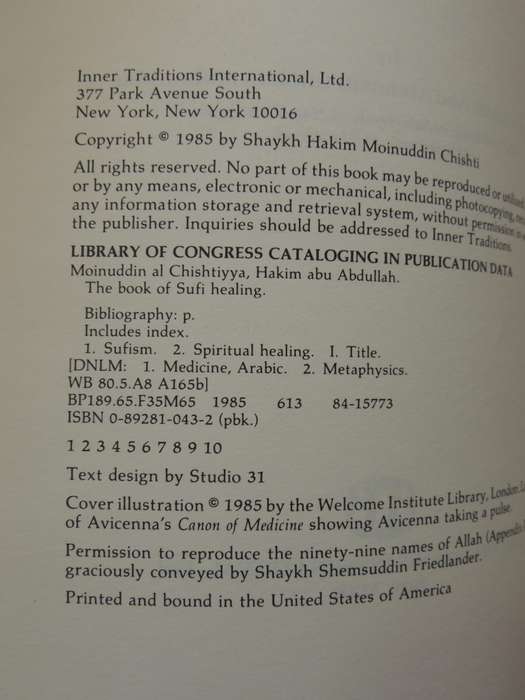 Inner Traditions International, Ltd.
377 Park Avenue South
New York, New York 10016
Copyright © 1985 by Shaykh Hakim Moinuddin Chishti
All rights reserved. No part of this book may be reproduced or utilized
or by any means, electronic or mechanical, including photocopying,
any information storage and retrieval system, without permission
the publisher. Inquiries should be addressed to Inner Traditions.
LIBRARY OF CONGRESS CATALOGING IN PUBLICATION DATA
Moinuddin al Chishtiyya, Hakim abu Abdullah.
The book of Sufi healing.
Bibliography: p.
Includes index.
1. Sufism. 2. Spiritual healing. I. Title.
[DNLM: 1. Medicine, Arabic. 2. Metaphysics.
WB 80.5.A8 A165b]
BP189.65.F35M65 1985 613 84-15773
ISBN 0-89281-043-2 (pbk.)
1 2 3 4 5 6 7 8 9 10
Text design by Studio 31
Cover illustration © 1985 by the Welcome Institute Library, London.
of Avicenna's Canon of Medicine showing Avicenna taking a pulse.
Permission to reproduce the ninety-nine names of Allah (Appendix
graciously conveyed by Shaykh Shemsuddin Friedlander.
Printed and bound in the United States of America